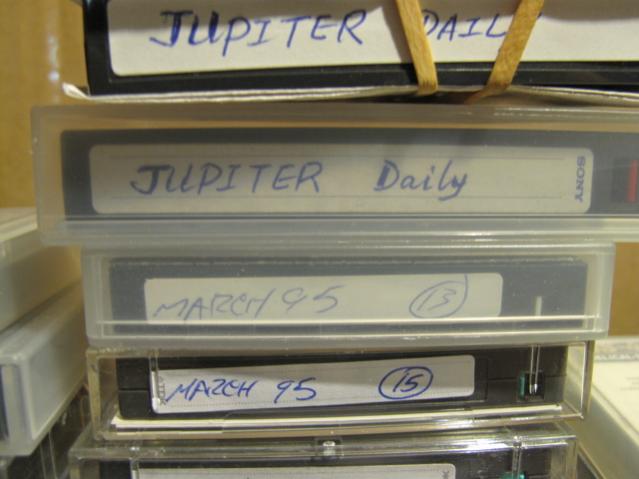 JUPITER DAILY
JUPITER Daily SONY
MARCH 95 13
MARCH 95 15